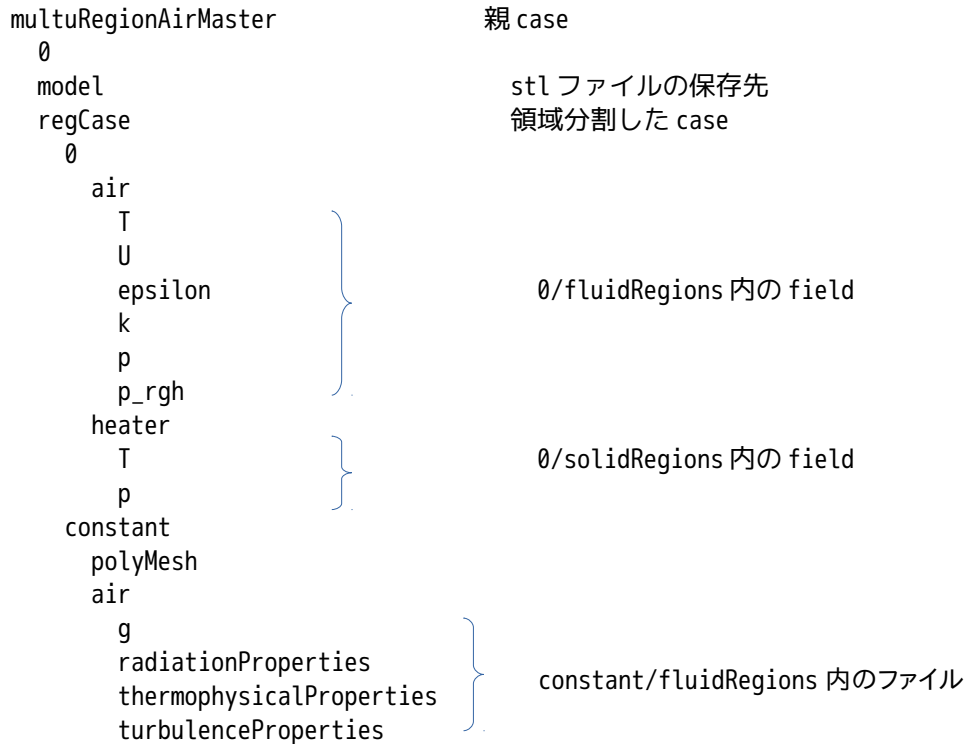 multuRegionAirMaster 親 case
0
model stl ファイルの保存先
regCase 領域分割した case
0
air
T
U
epsilon 0/fluidRegions 内の field
k
p
p_rgh
heater
T 0/solidRegions 内の field
p
constant
polyMesh
air
g
radiationProperties
thermophysicalProperties constant/fluidRegions 内のファイル
turbulenceProperties